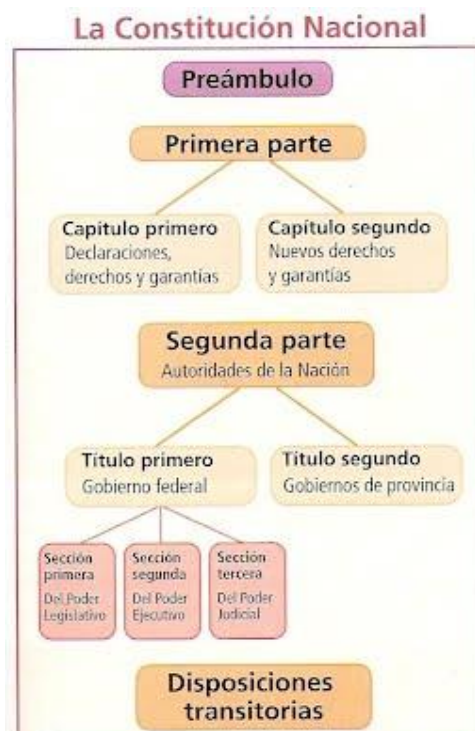 La Constitución Nacional
Preámbulo
Primera parte
Capítulo primero
Declaraciones,
derechos y garantías
Capítulo segundo
Nuevos derechos
y garantías
Segunda parte
Autoridades de la Nación
Título primero
Gobierno federal
Título segundo
Gobiernos de provincia
Sección
primera
Del Poder
Legislativo
Sección
segunda
Del Poder
Ejecutivo
Sección
tercera
Del Poder
Judicial
Disposiciones
transitorias